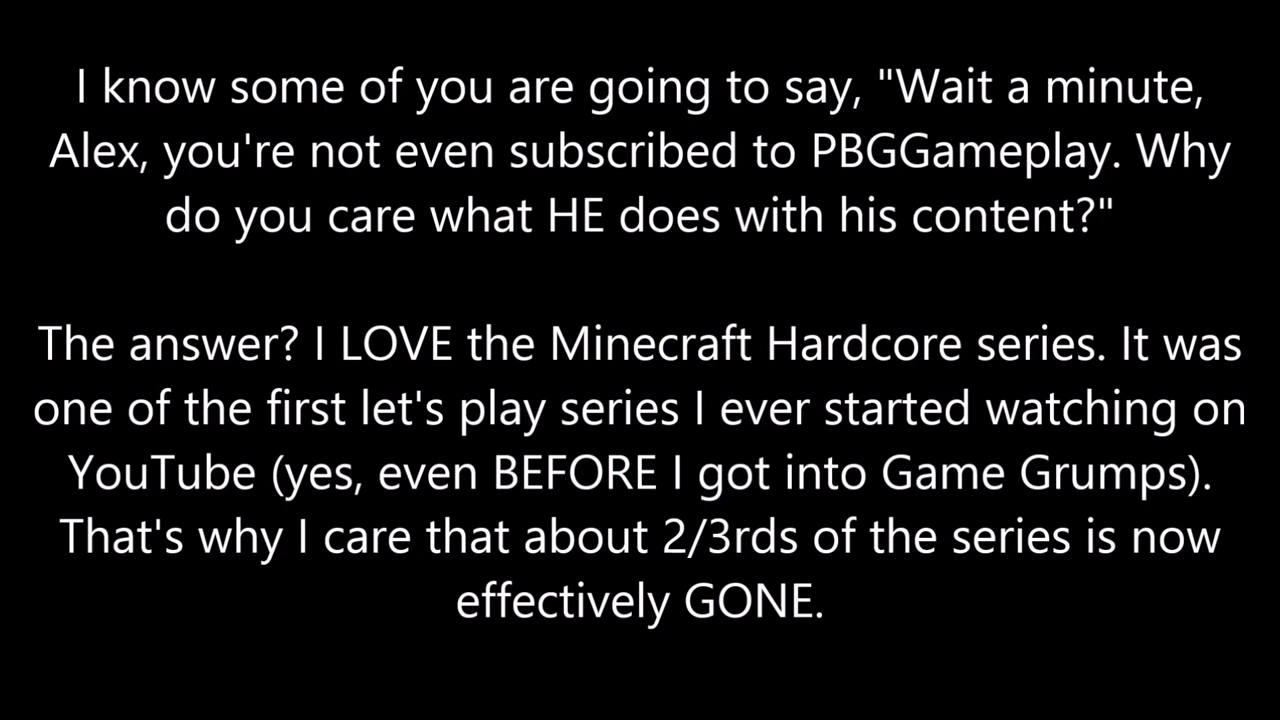 I know some of you are going to say, "Wait a minute,
Alex, you're not even subscribed to PBGGameplay. Why
do you care what HE does with his content?"
The answer? I LOVE the Minecraft Hardcore series. It was
one of the first let's play series I ever started watching on
YouTube (yes, even BEFORE I got into Game Grumps).
That's why I care that about 2/3rds of the series is now
effectively GONE.